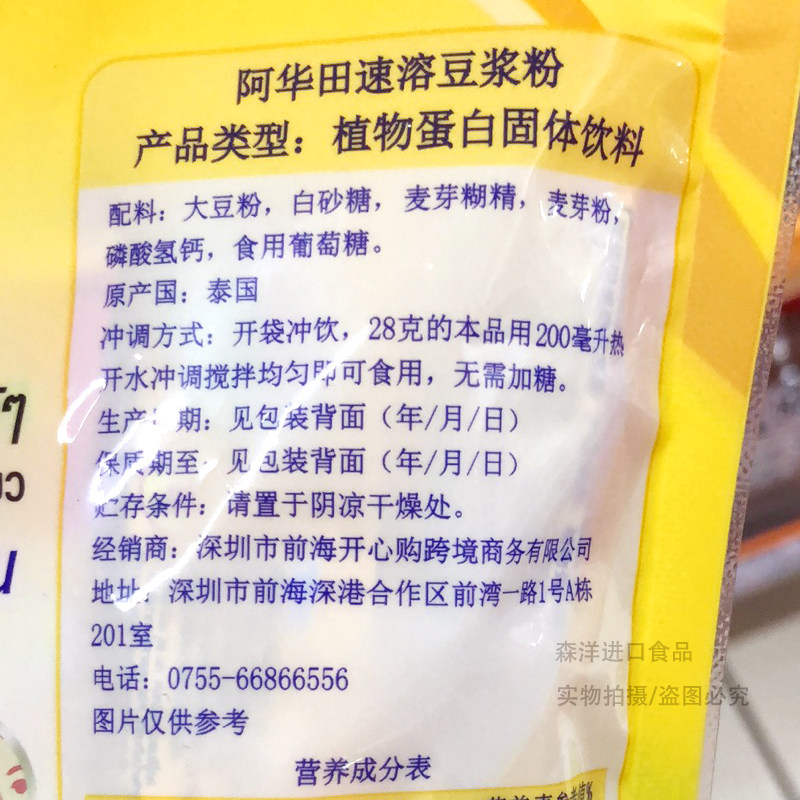 阿华田速溶豆浆粉
产品类型：植物蛋白固体饮料
配料：大豆粉，白砂糖，麦芽糊精，麦芽粉，
磷酸氢钙，食用葡萄糖。
原产国：泰国
冲调方式：开袋冲饮，28克的本品用200毫升热
开水冲调搅拌均匀即可食用，无需加糖。
生产日期：见包装背面（年/月/日）
保质期至：见包装背面（年/月/日）
贮存条件：请置于阴凉干燥处。
经销商：深圳市前海开心购跨境商务有限公司
地址：深圳市前海深港合作区前湾一路1号A栋
201室
电话：0755-66866556
图片仅供参考
营养成分表
森洋进口食品
实物拍摄/盗图必究